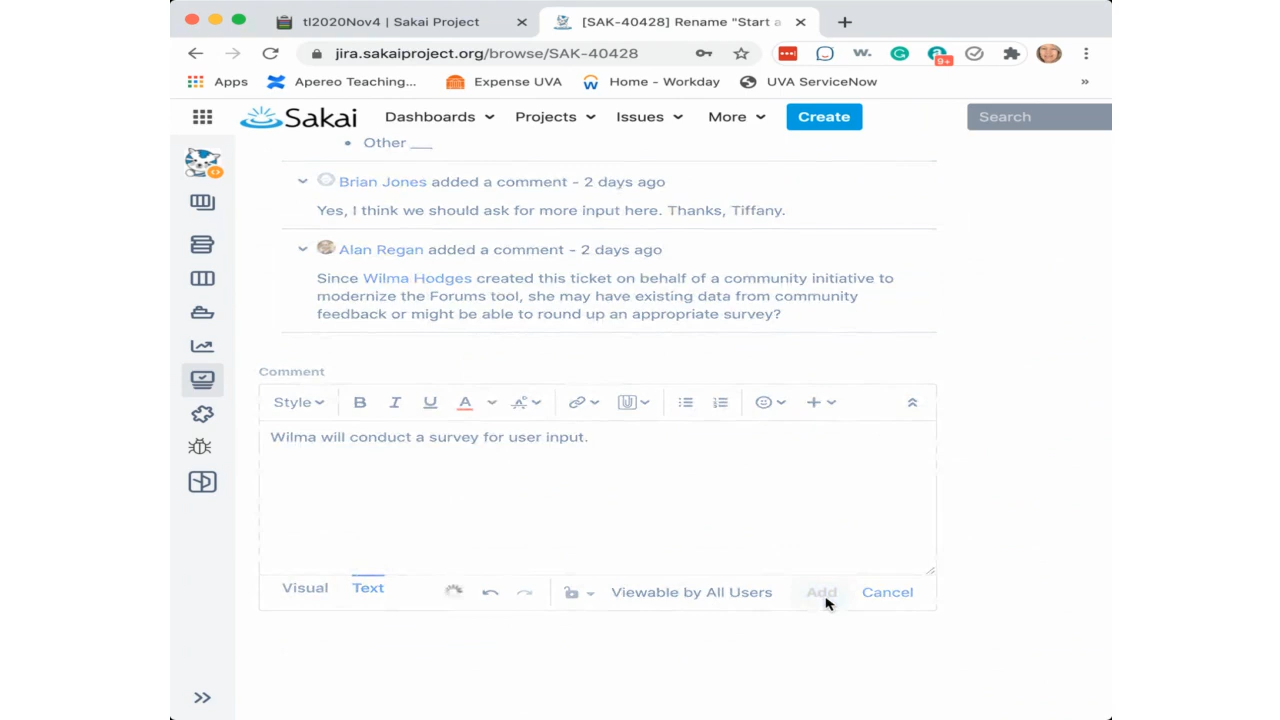 tl2020Nov4 | Sakai Project
[SAK-40428] Rename "Start a
jira.sakaiproject.org/browse/SAK-40428
w.
9+
Apps
Apereo Teaching...
Expense UVA
Home - Workday
UVA ServiceNow
»
Sakai
Dashboards
Projects
Issues
More
Create
Search
• Other ___
Brian Jones added a comment - 2 days ago
Yes, I think we should ask for more input here. Thanks, Tiffany.
Alan Regan added a comment - 2 days ago
Since Wilma Hodges created this ticket on behalf of a community initiative to
modernize the Forums tool, she may have existing data from community
feedback or might be able to round up an appropriate survey?
Comment
Style
B
I
U
A
Wilma will conduct a survey for user input.
Visual
Text
Viewable by All Users
Add
Cancel